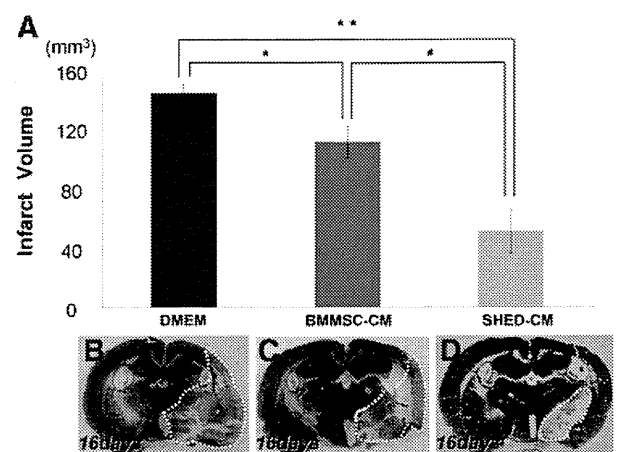 A
(mm³)
* *
*
*
160
120
80
40
0
Infarct Volume
DMEM
BMMSC-CM
SHED-CM
B
C
D
16days
16days
16days